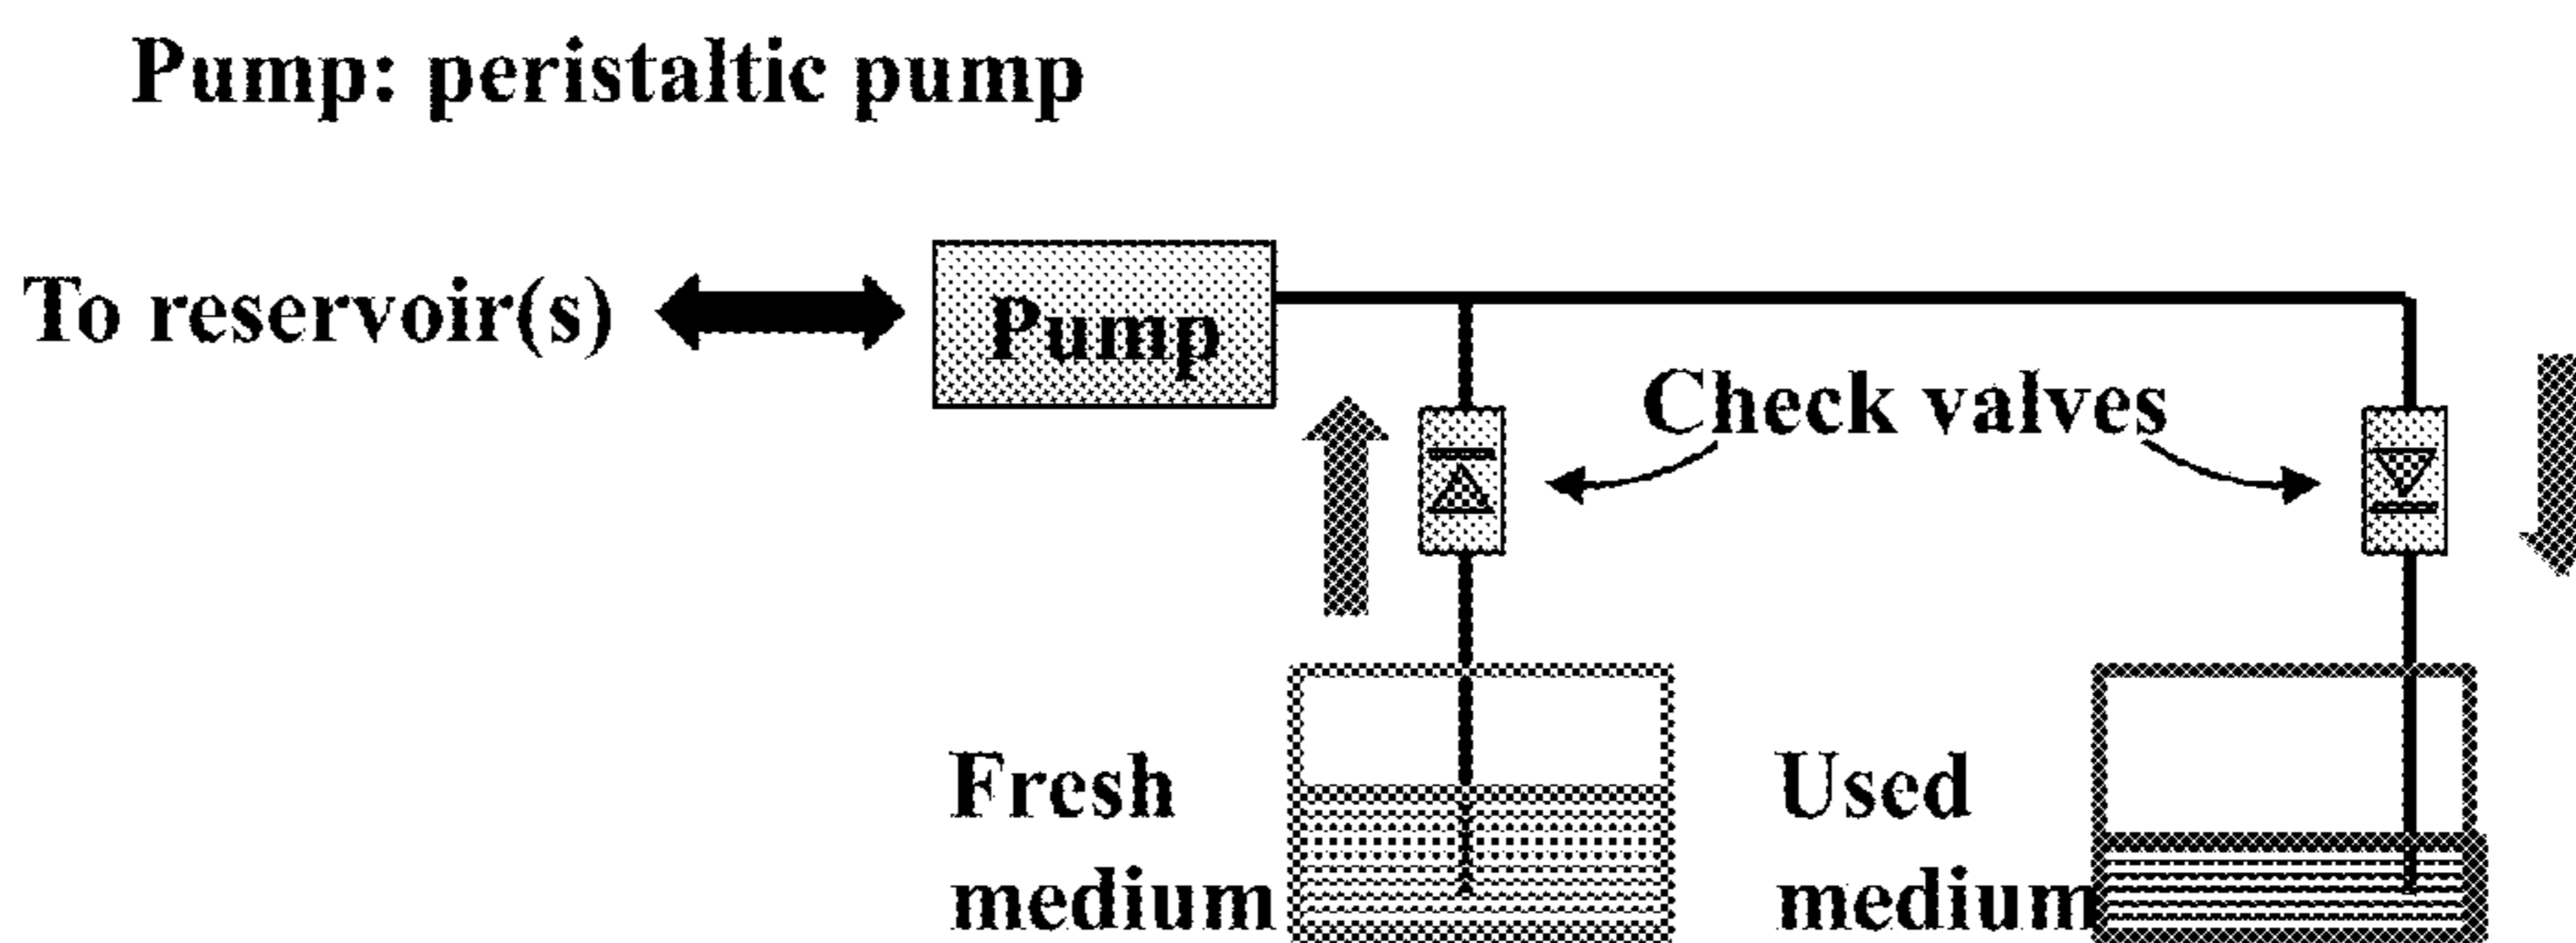 Pump: peristaltic pump
To reservoir(s)
Pump
Check valves
Fresh
medium
Used
medium